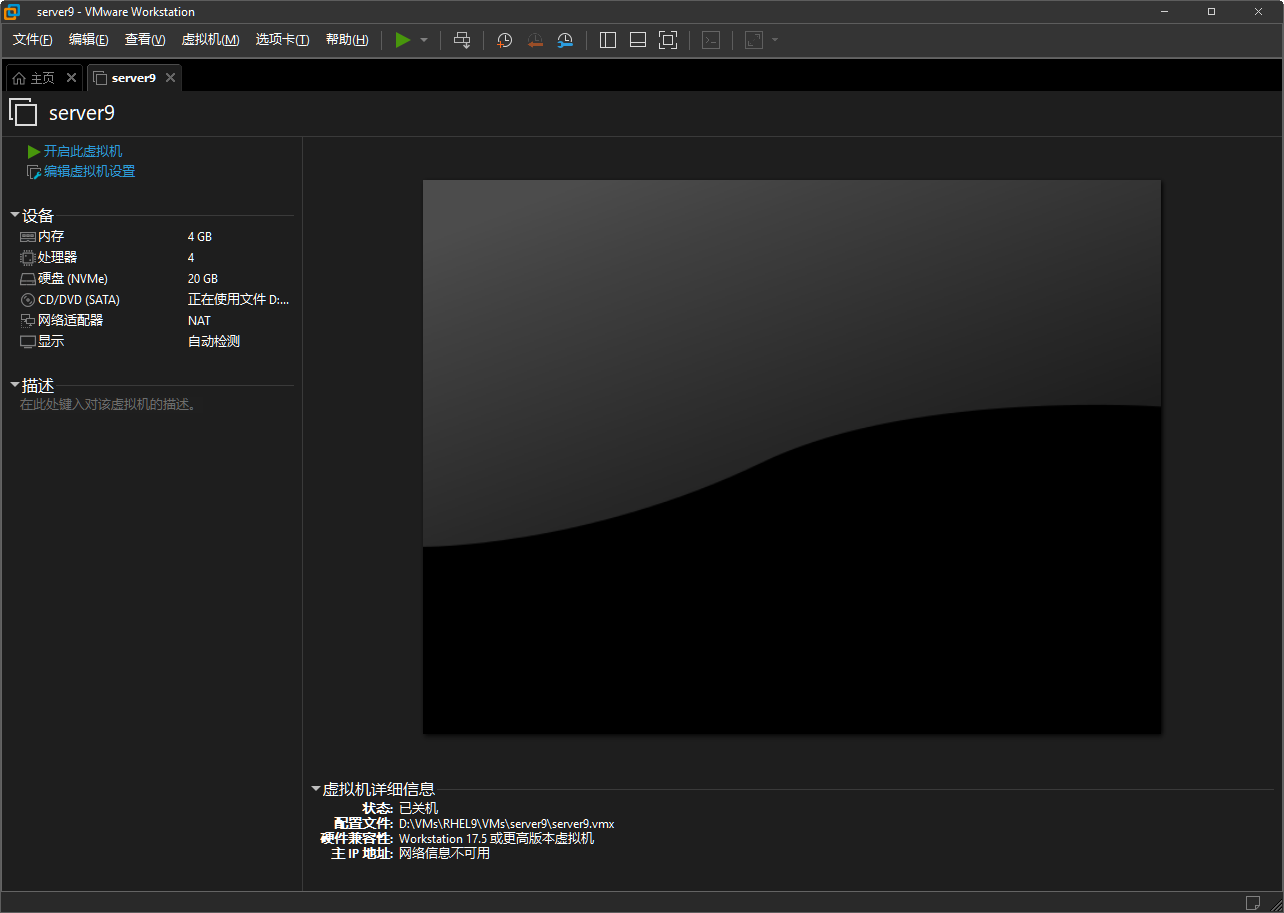 server9 - VMware Workstation
文件(F) 编辑(E) 查看(V) 虚拟机(M) 选项卡(T) 帮助(H)
主页 server9
server9
开启此虚拟机
编辑虚拟机设置
设备
内存 4 GB
处理器 4
硬盘 (NVMe) 20 GB
CD/DVD (SATA) 正在使用文件 D:...
网络适配器 NAT
显示 自动检测
描述
在此处键入对该虚拟机的描述。
虚拟机详细信息
状态: 已关机
配置文件: D:\VMs\RHEL9\VMs\server9\server9.vmx
硬件兼容性: Workstation 17.5 或更高版本虚拟机
主 IP 地址: 网络信息不可用